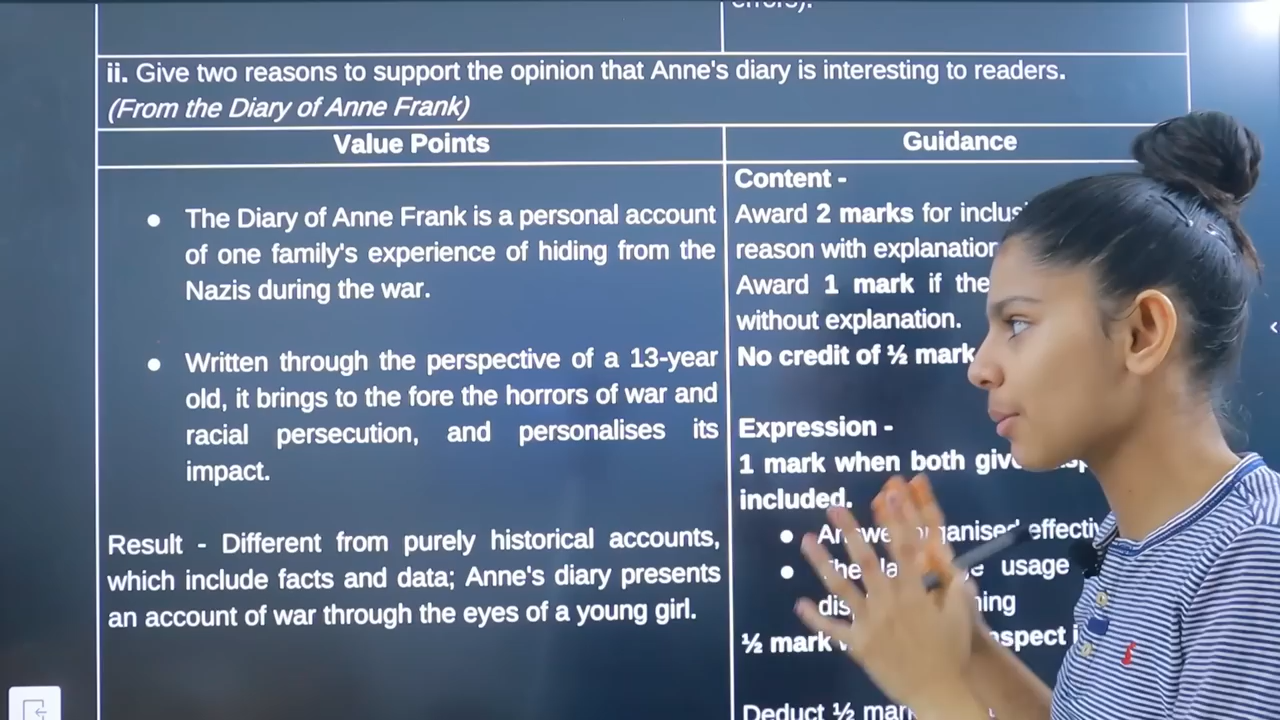 errors).
ii. Give two reasons to support the opinion that Anne's diary is interesting to readers.
(From the Diary of Anne Frank)
Value Points
Guidance
The Diary of Anne Frank is a personal account
of one family's experience of hiding from the
Nazis during the war.
Written through the perspective of a 13-year
old, it brings to the fore the horrors of war and
racial persecution, and personalises its
impact.
Result - Different from purely historical accounts,
which include facts and data; Anne's diary presents
an account of war through the eyes of a young girl.
Content -
Award 2 marks for
reason with
Award 1 mark if the
without explanation.
No credit of ½ mark
Expression -
1 mark when both
included.
usage
½ mark
Deduct ½